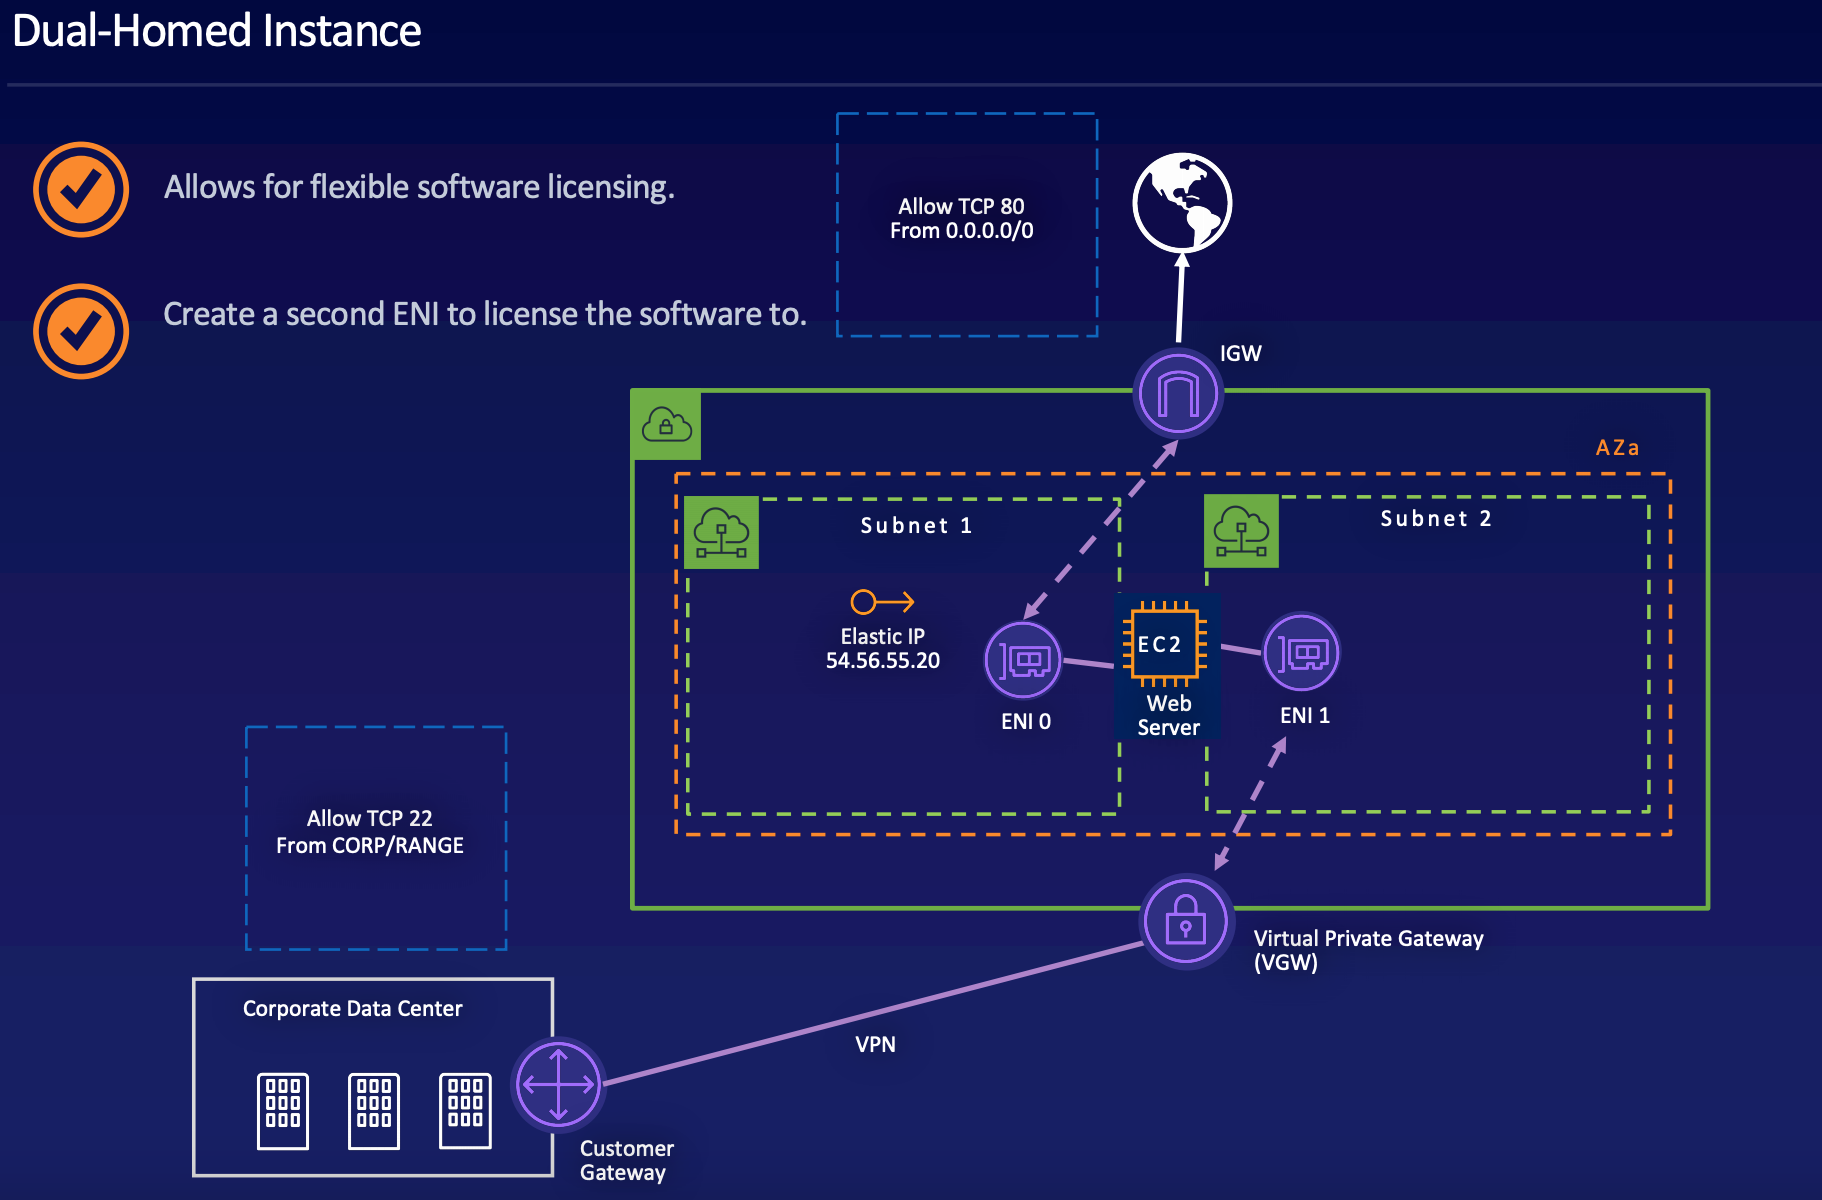 Dual-Homed Instance
Allows for flexible software licensing.
Create a second ENI to license the software to.
Allow TCP 80
From 0.0.0.0/0
IGW
AZa
Subnet 1
Subnet 2
Elastic IP
54.56.55.20
ENI 0
EC2
Web
Server
ENI 1
Allow TCP 22
From CORP/RANGE
Virtual Private Gateway
(VGW)
Corporate Data Center
VPN
Customer
Gateway